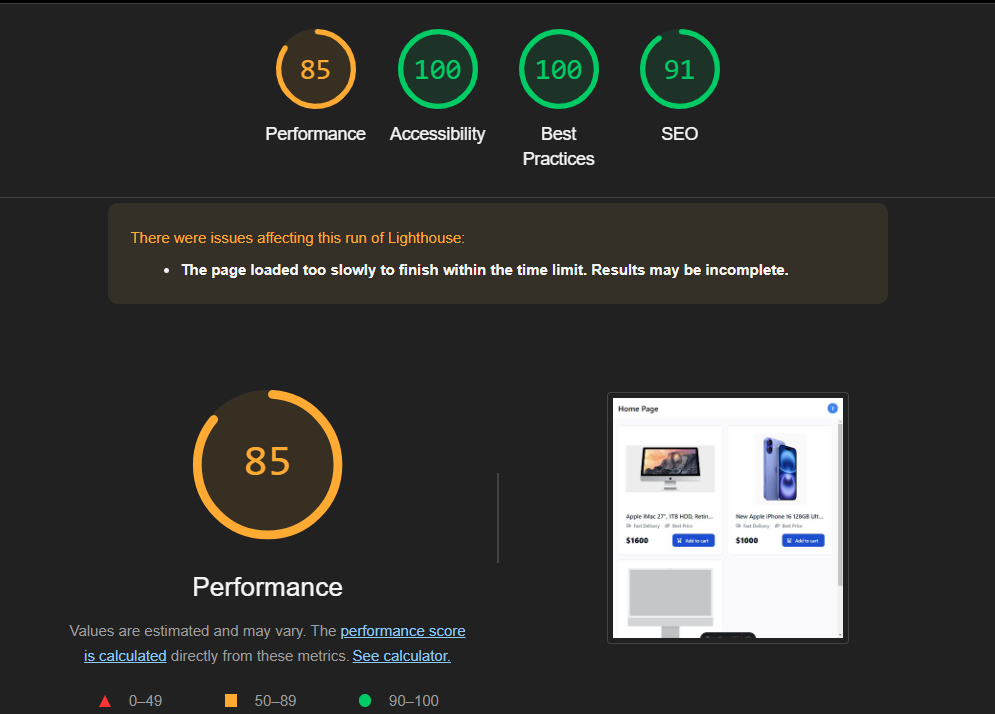 85
100
100
91
Performance
Accessibility
Best
Practices
SEO
There were issues affecting this run of Lighthouse:
The page loaded too slowly to finish within the time limit. Results may be incomplete.
85
Performance
Values are estimated and may vary. The performance score
is calculated directly from these metrics. See calculator.
0–49
50–89
90–100
Home Page
Apple iMac 27", 1TB HDD, Retin...
Fast Delivery
Best Price
$1600
Add to cart
New Apple iPhone 16 128GB Ult...
Fast Delivery
Best Price
$1000
Add to cart